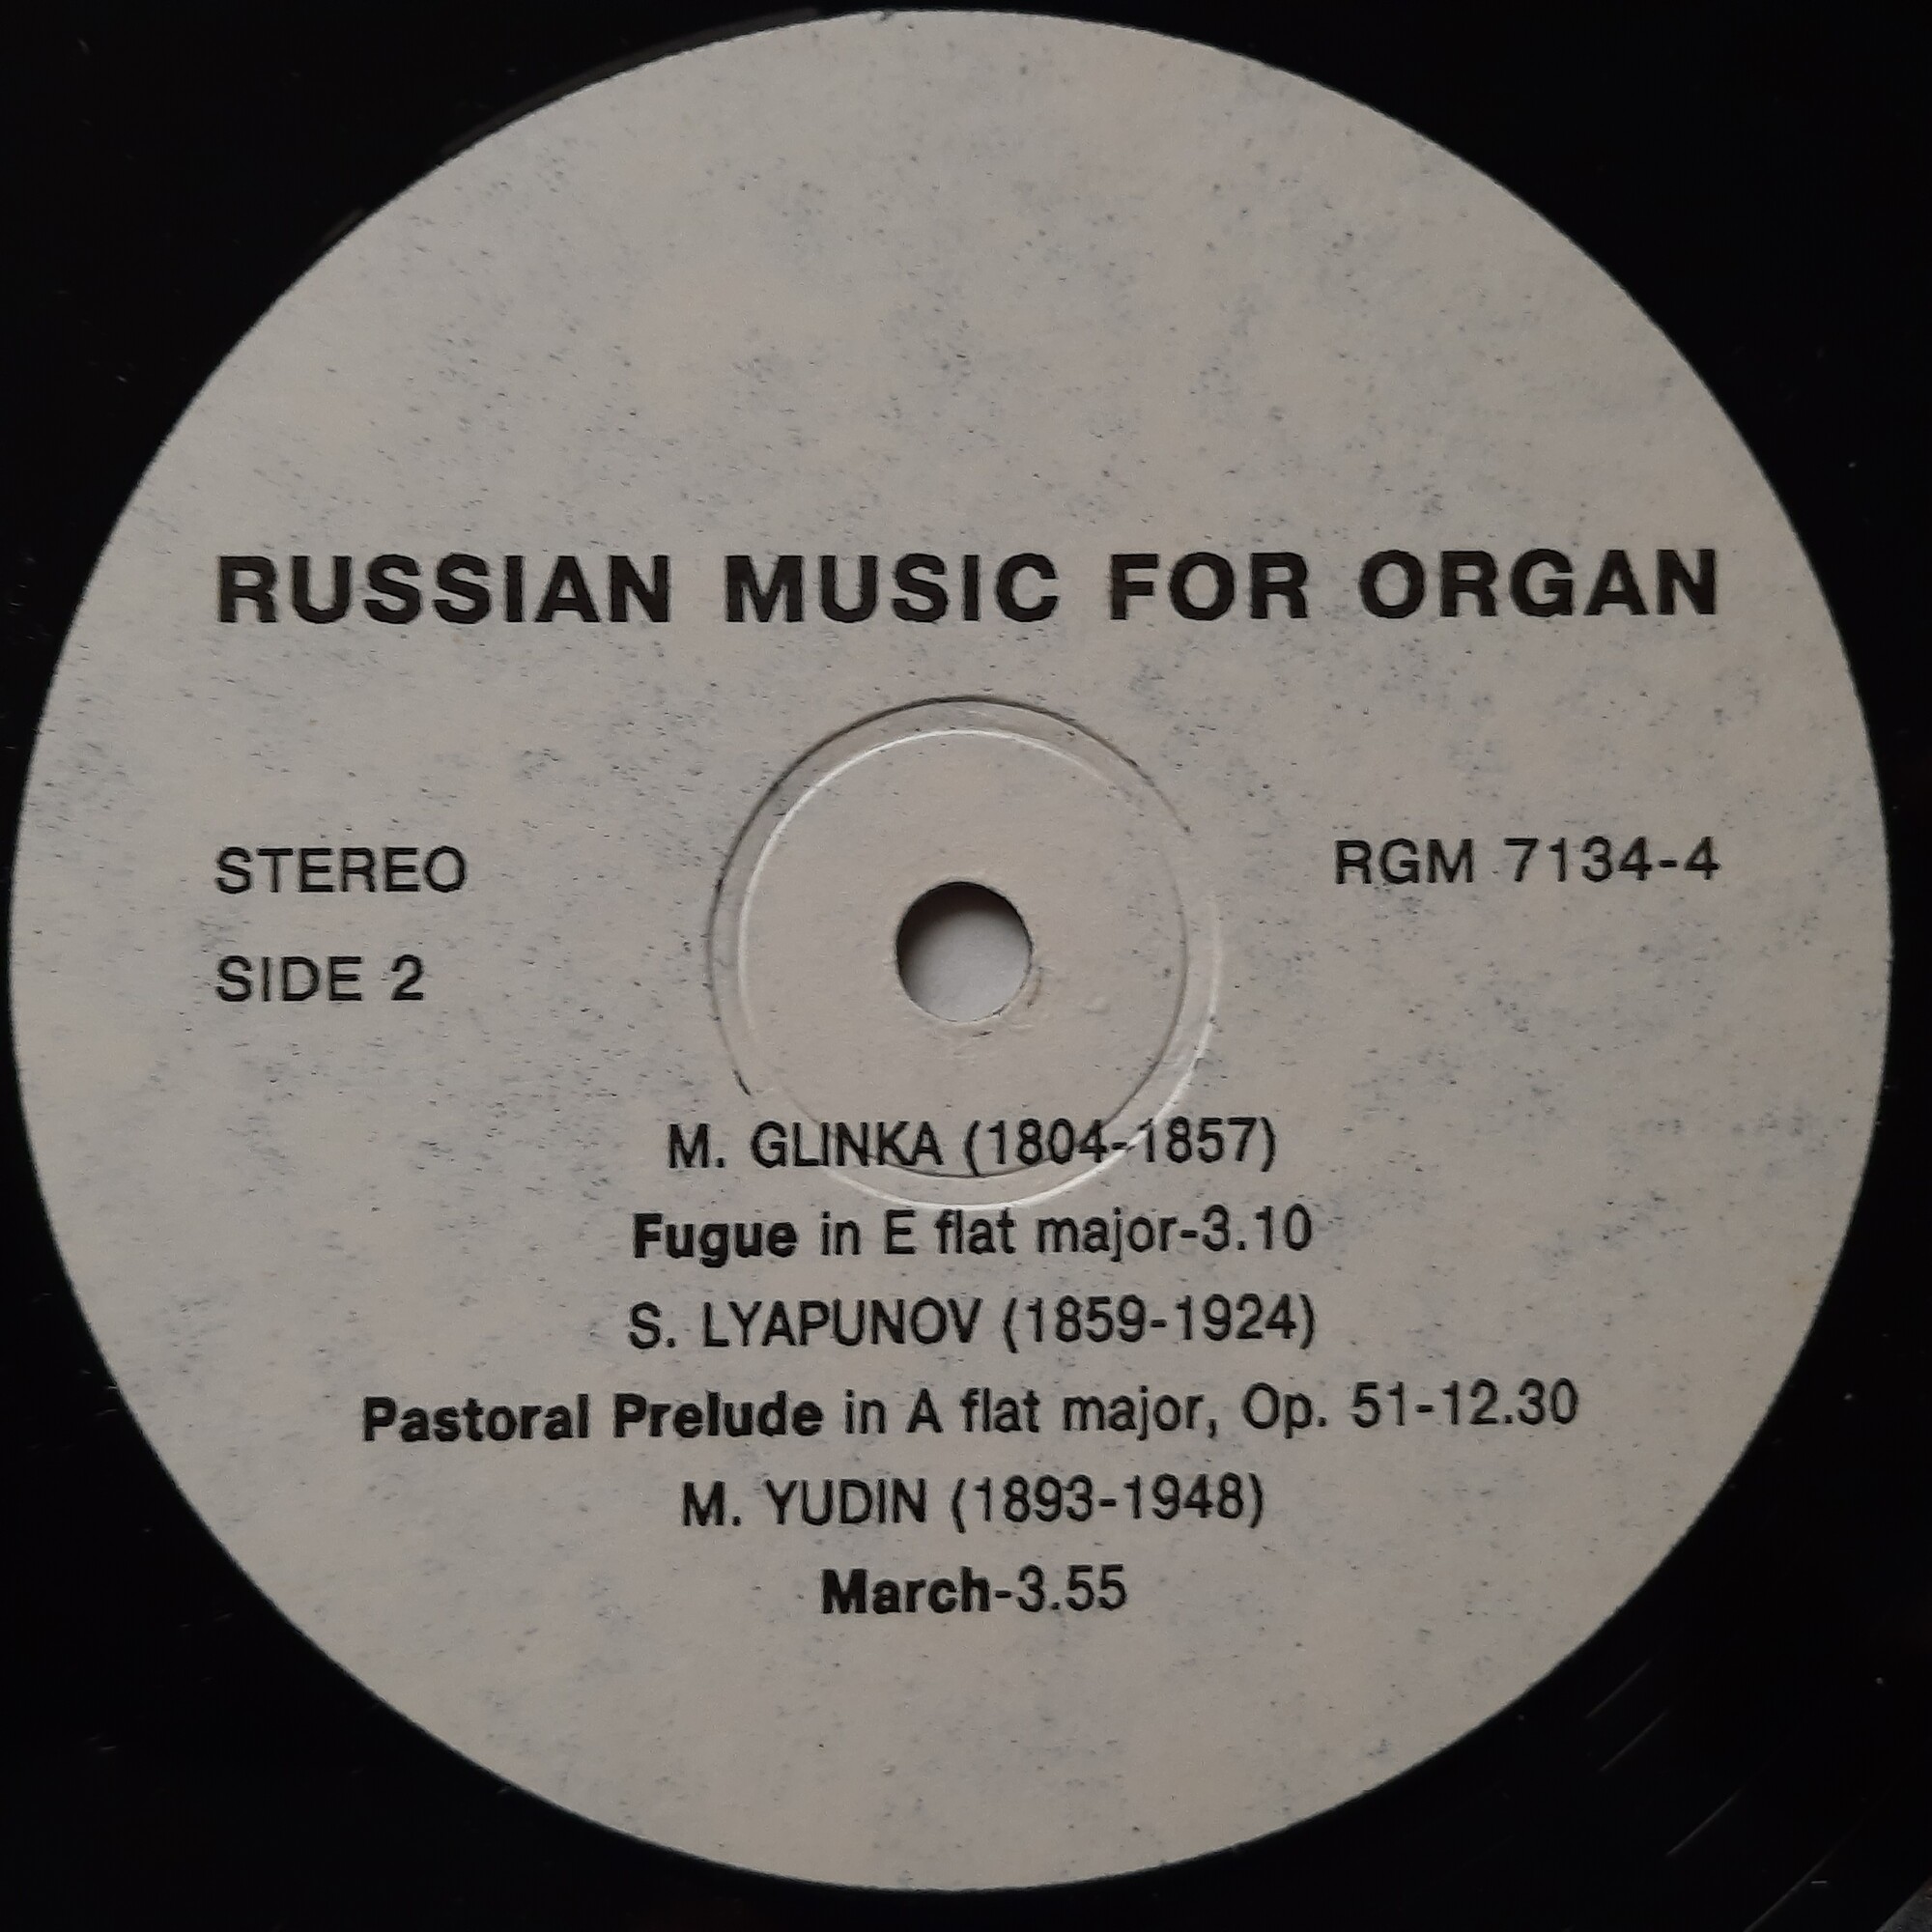 RUSSIAN MUSIC FOR ORGAN
STEREO
RGM 7134-4
SIDE 2
M. GLINKA (1804-1857)
Fugue in E flat major-3.10
S. LYAPUNOV (1859-1924)
Pastoral Prelude in A flat major, Op. 51-12.30
M. YUDIN (1893-1948)
March-3.55